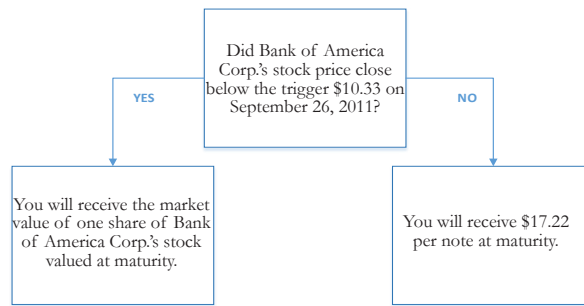 Did Bank of America
Corp.'s stock price close
below the trigger $10.33 on
September 26, 2011?
YES
NO
You will receive the market
value of one share of Bank
of America Corp.'s stock
valued at maturity.
You will receive $17.22
per note at maturity.